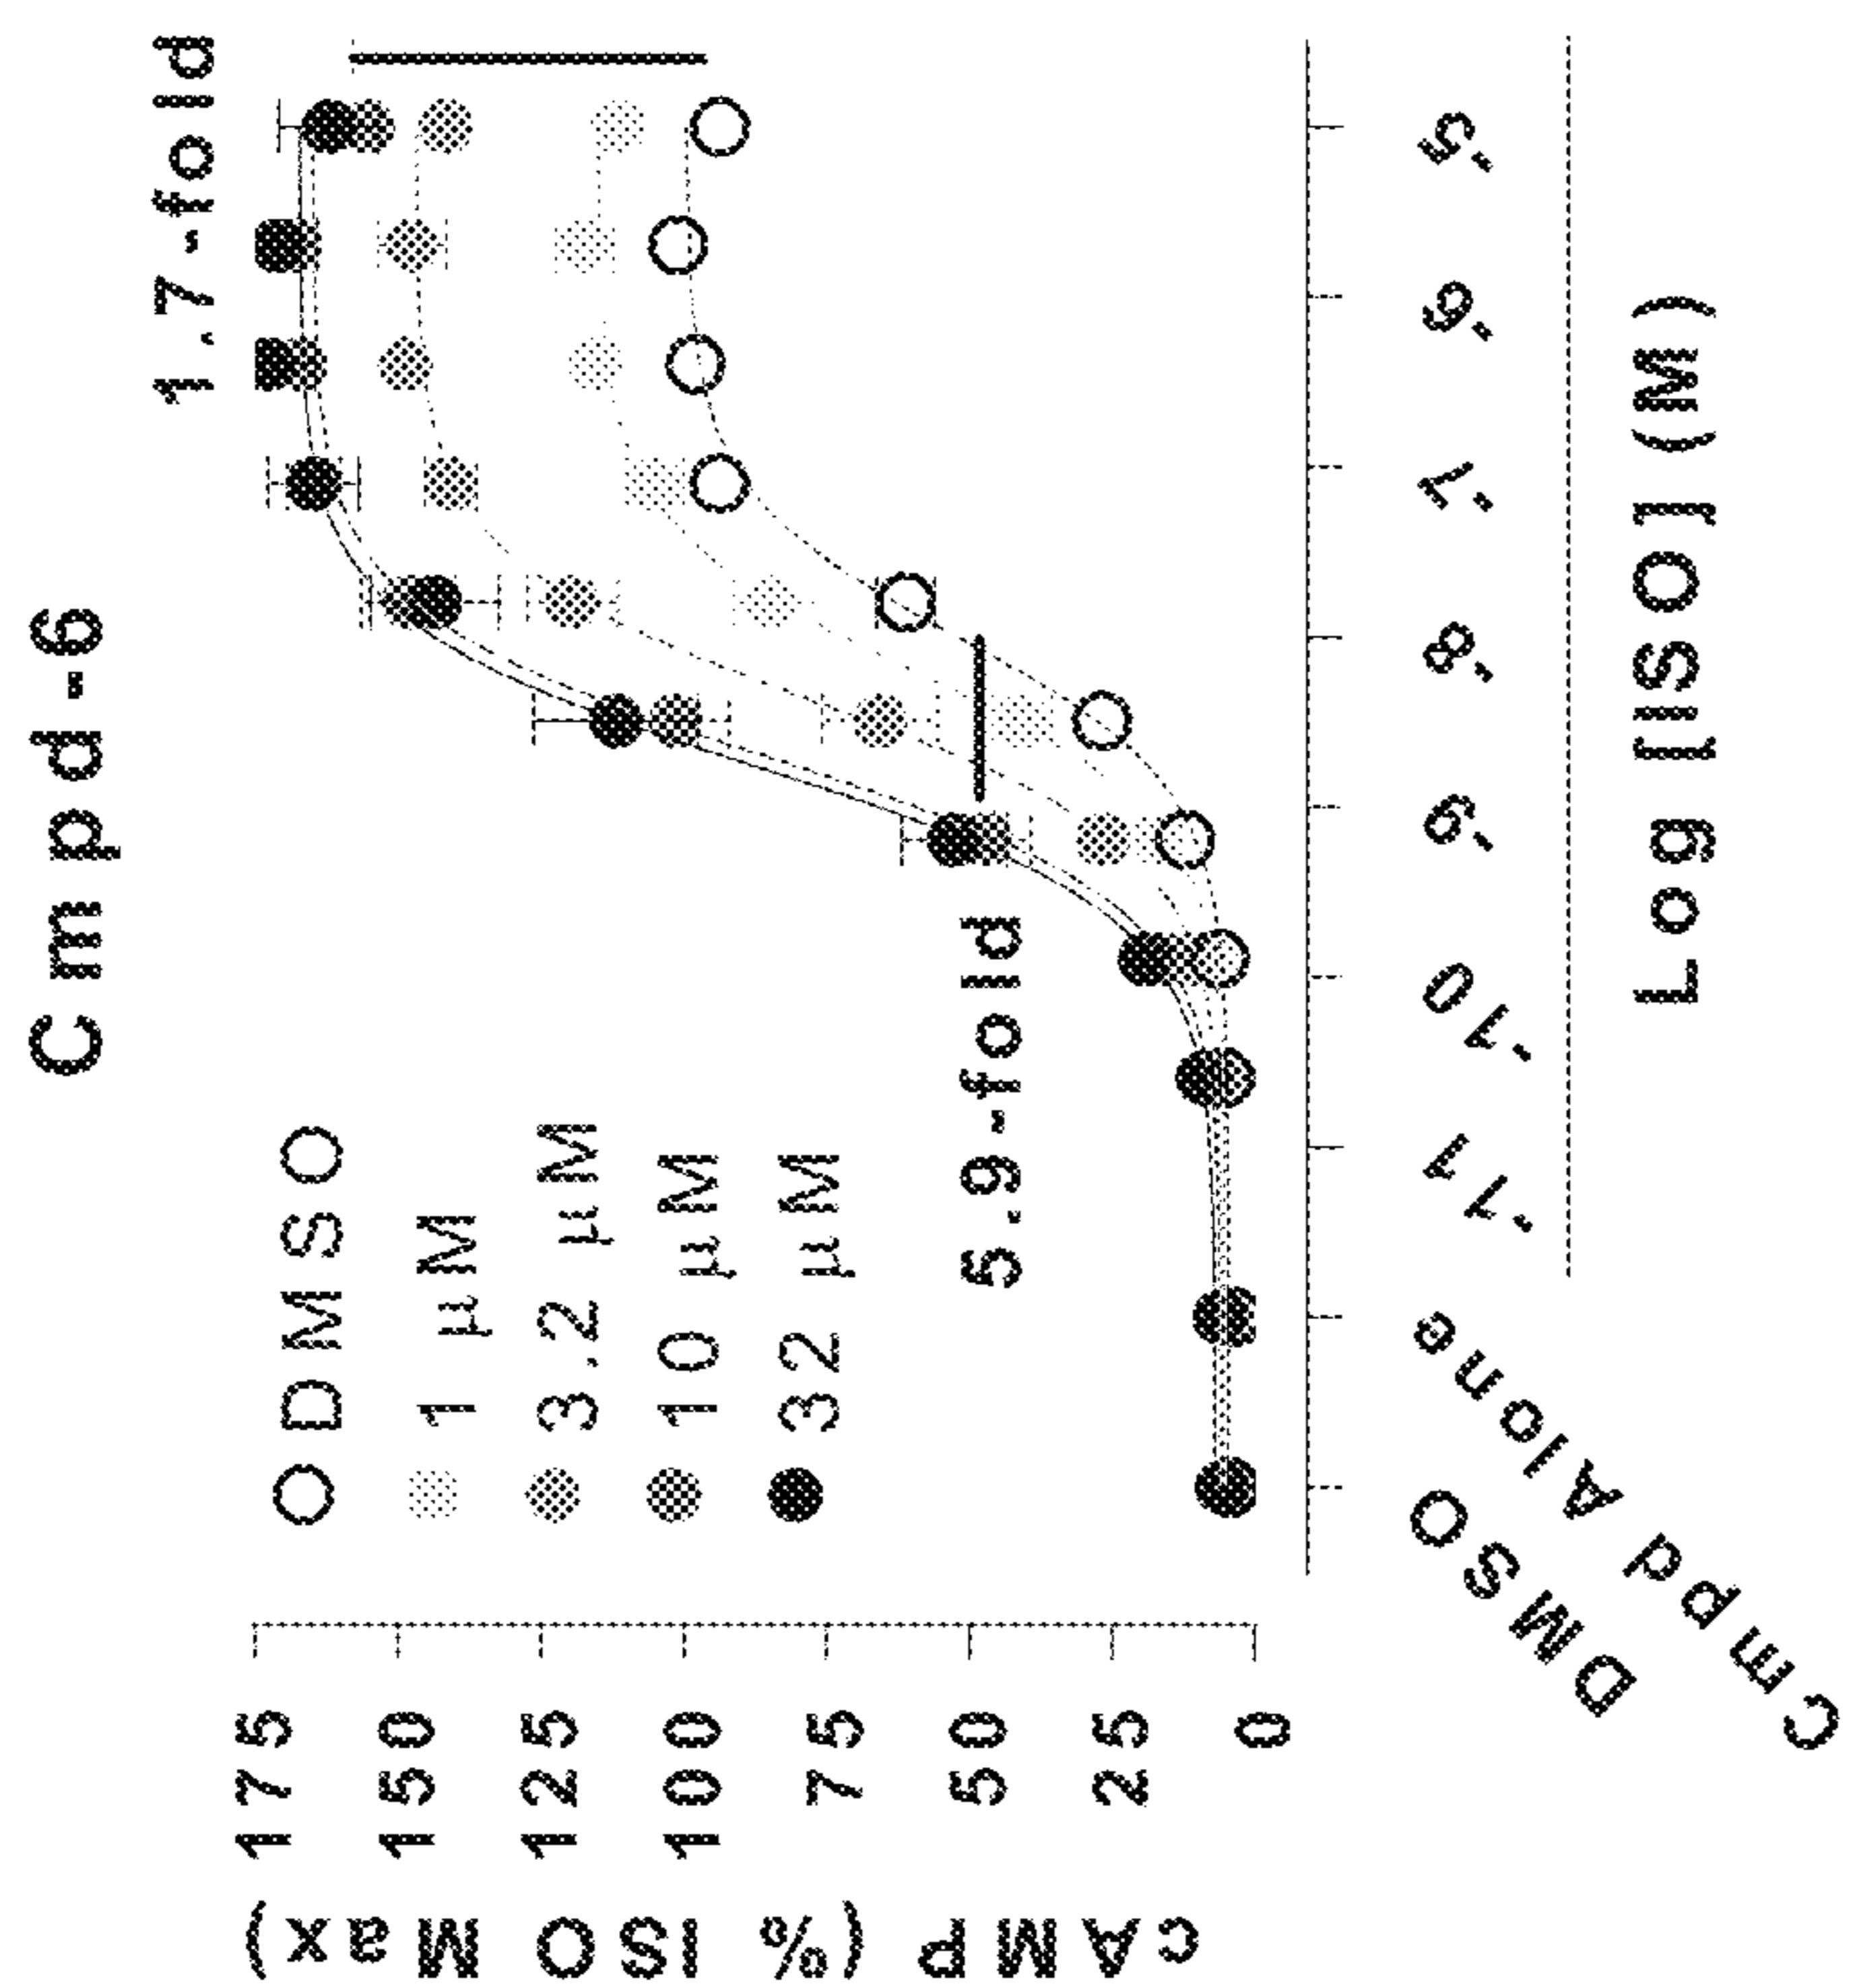 Cmpd-6
1.7-fold
DMSO
1 µM
3.2 µM
10 µM
32 µM
5.9-fold
cAMP (% ISO Max)
175
150
125
100
75
50
25
0
DMSO
Cmpd Alone
-11
-10
-9
-8
-7
-6
-5
Log [ISO] (M)